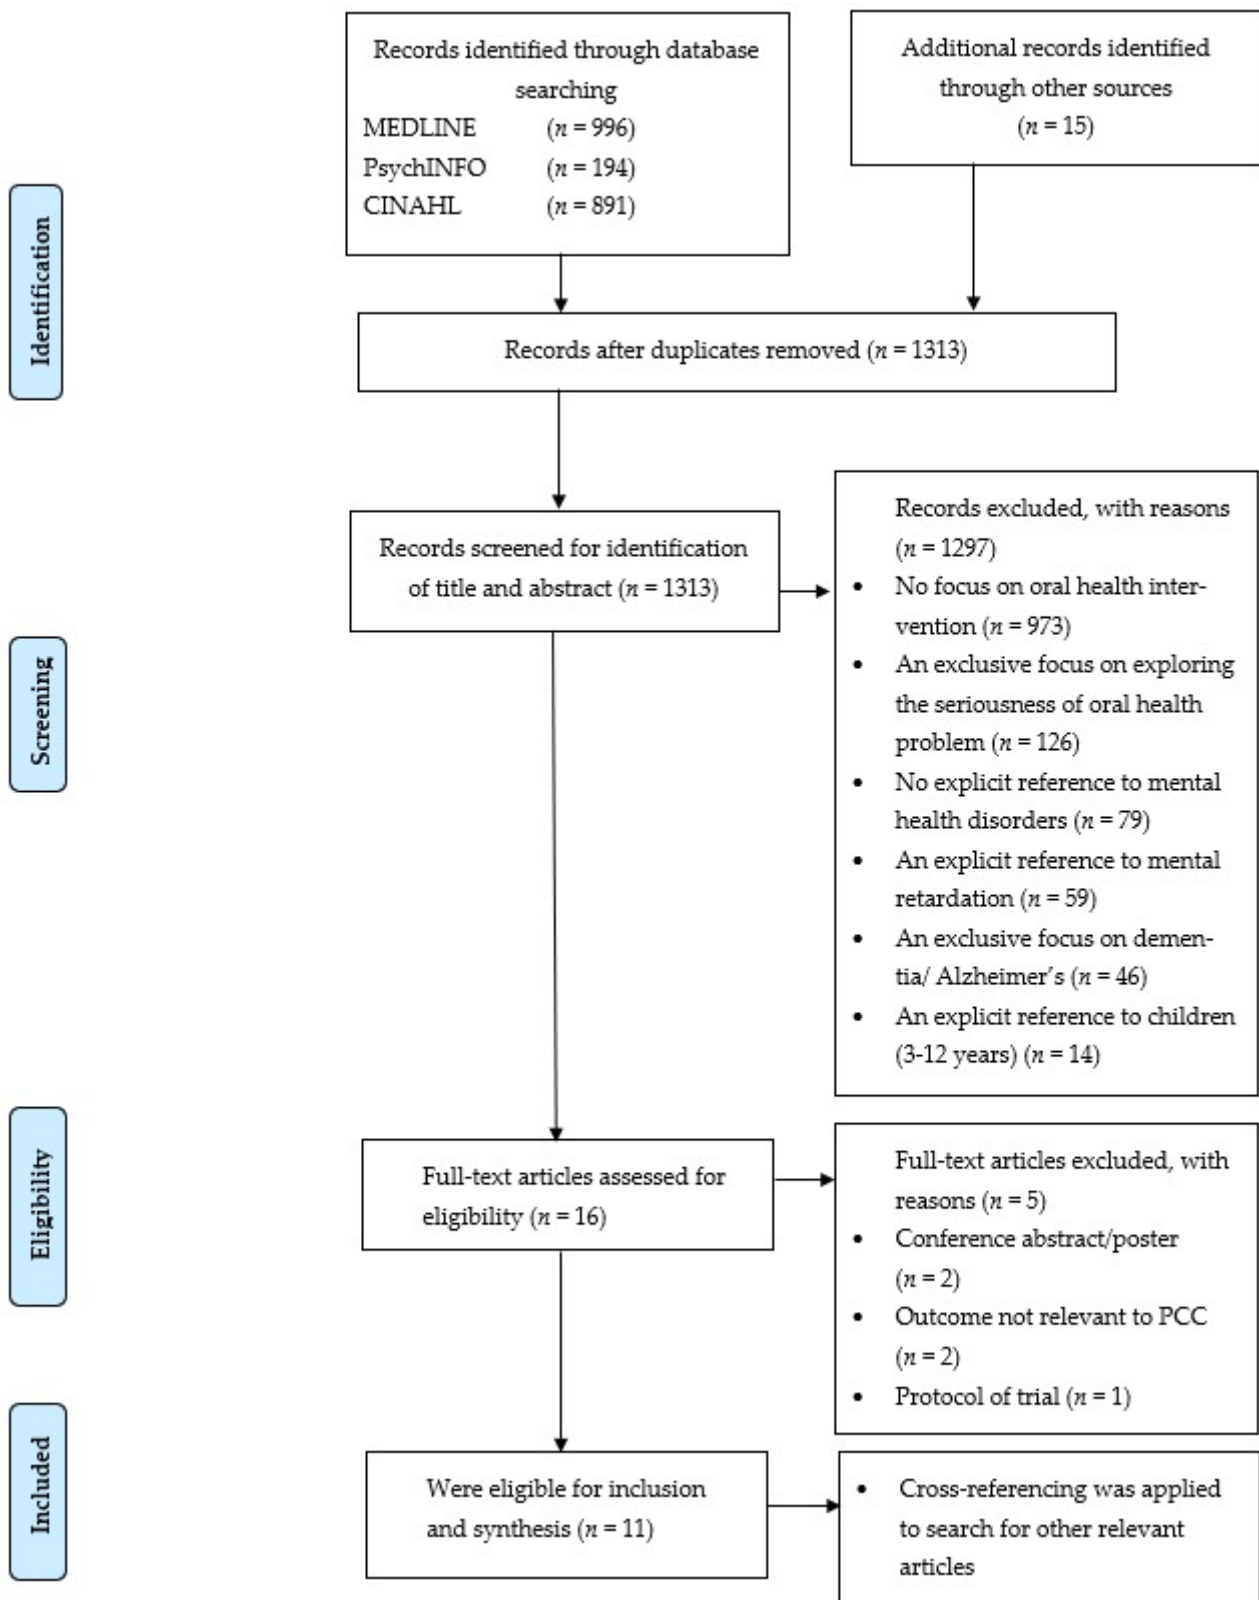 Records identified through database
searching
MEDLINE (n = 996)
PsychINFO (n = 194)
CINAHL (n = 891)
Additional records identified
through other sources
(n = 15)
Identification
Records after duplicates removed (n = 1313)
Screening
Records screened for identification
of title and abstract (n = 1313)
Records excluded, with reasons
(n = 1297)
• No focus on oral health inter-
vention (n = 973)
• An exclusive focus on exploring
the seriousness of oral health
problem (n = 126)
• No explicit reference to mental
health disorders (n = 79)
• An explicit reference to mental
retardation (n = 59)
• An exclusive focus on demen-
tia/ Alzheimer's (n = 46)
• An explicit reference to children
(3-12 years) (n = 14)
Eligibility
Full-text articles assessed for
eligibility (n = 16)
Full-text articles excluded, with
reasons (n = 5)
• Conference abstract/poster
(n = 2)
• Outcome not relevant to PCC
(n = 2)
• Protocol of trial (n = 1)
Included
Were eligible for inclusion
and synthesis (n = 11)
• Cross-referencing was applied
to search for other relevant
articles